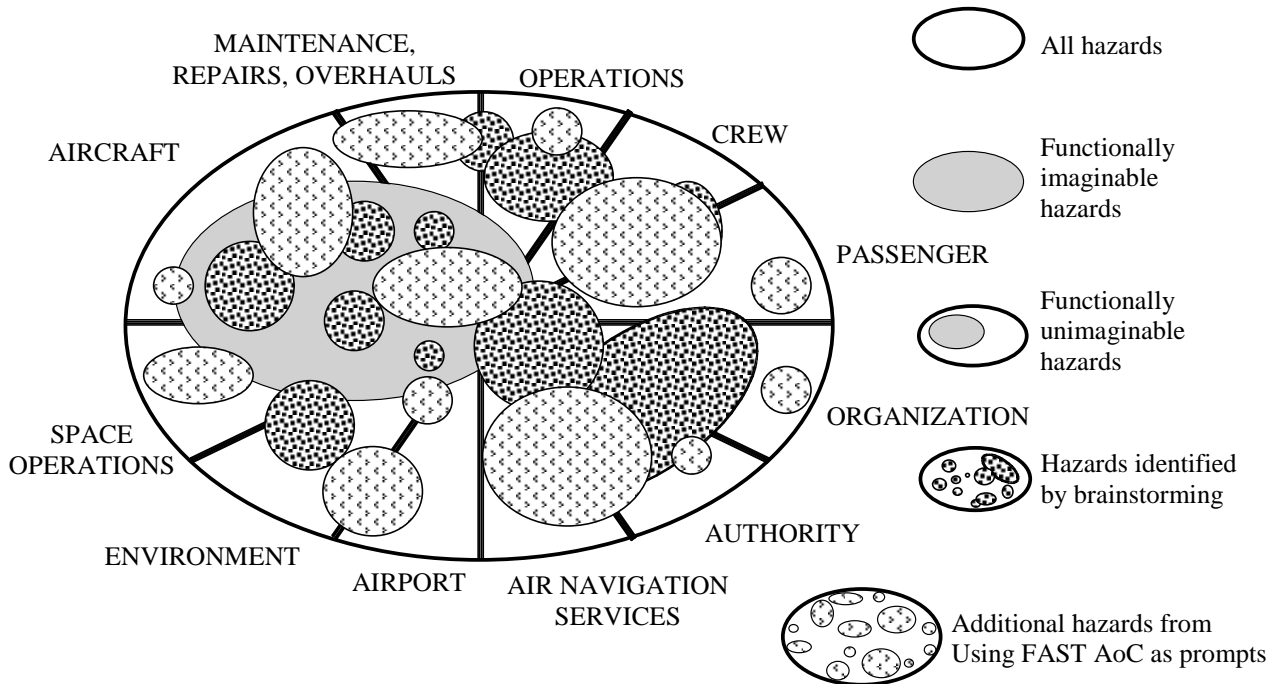 MAINTENANCE,
REPAIRS, OVERHAULS
OPERATIONS
CREW
AIRCRAFT
PASSENGER
ORGANIZATION
SPACE
OPERATIONS
AUTHORITY
ENVIRONMENT
AIRPORT
AIR NAVIGATION
SERVICES
All hazards
Functionally
imaginable
hazards
Functionally
unimaginable
hazards
Hazards identified
by brainstorming
Additional hazards from
Using FAST AoC as prompts